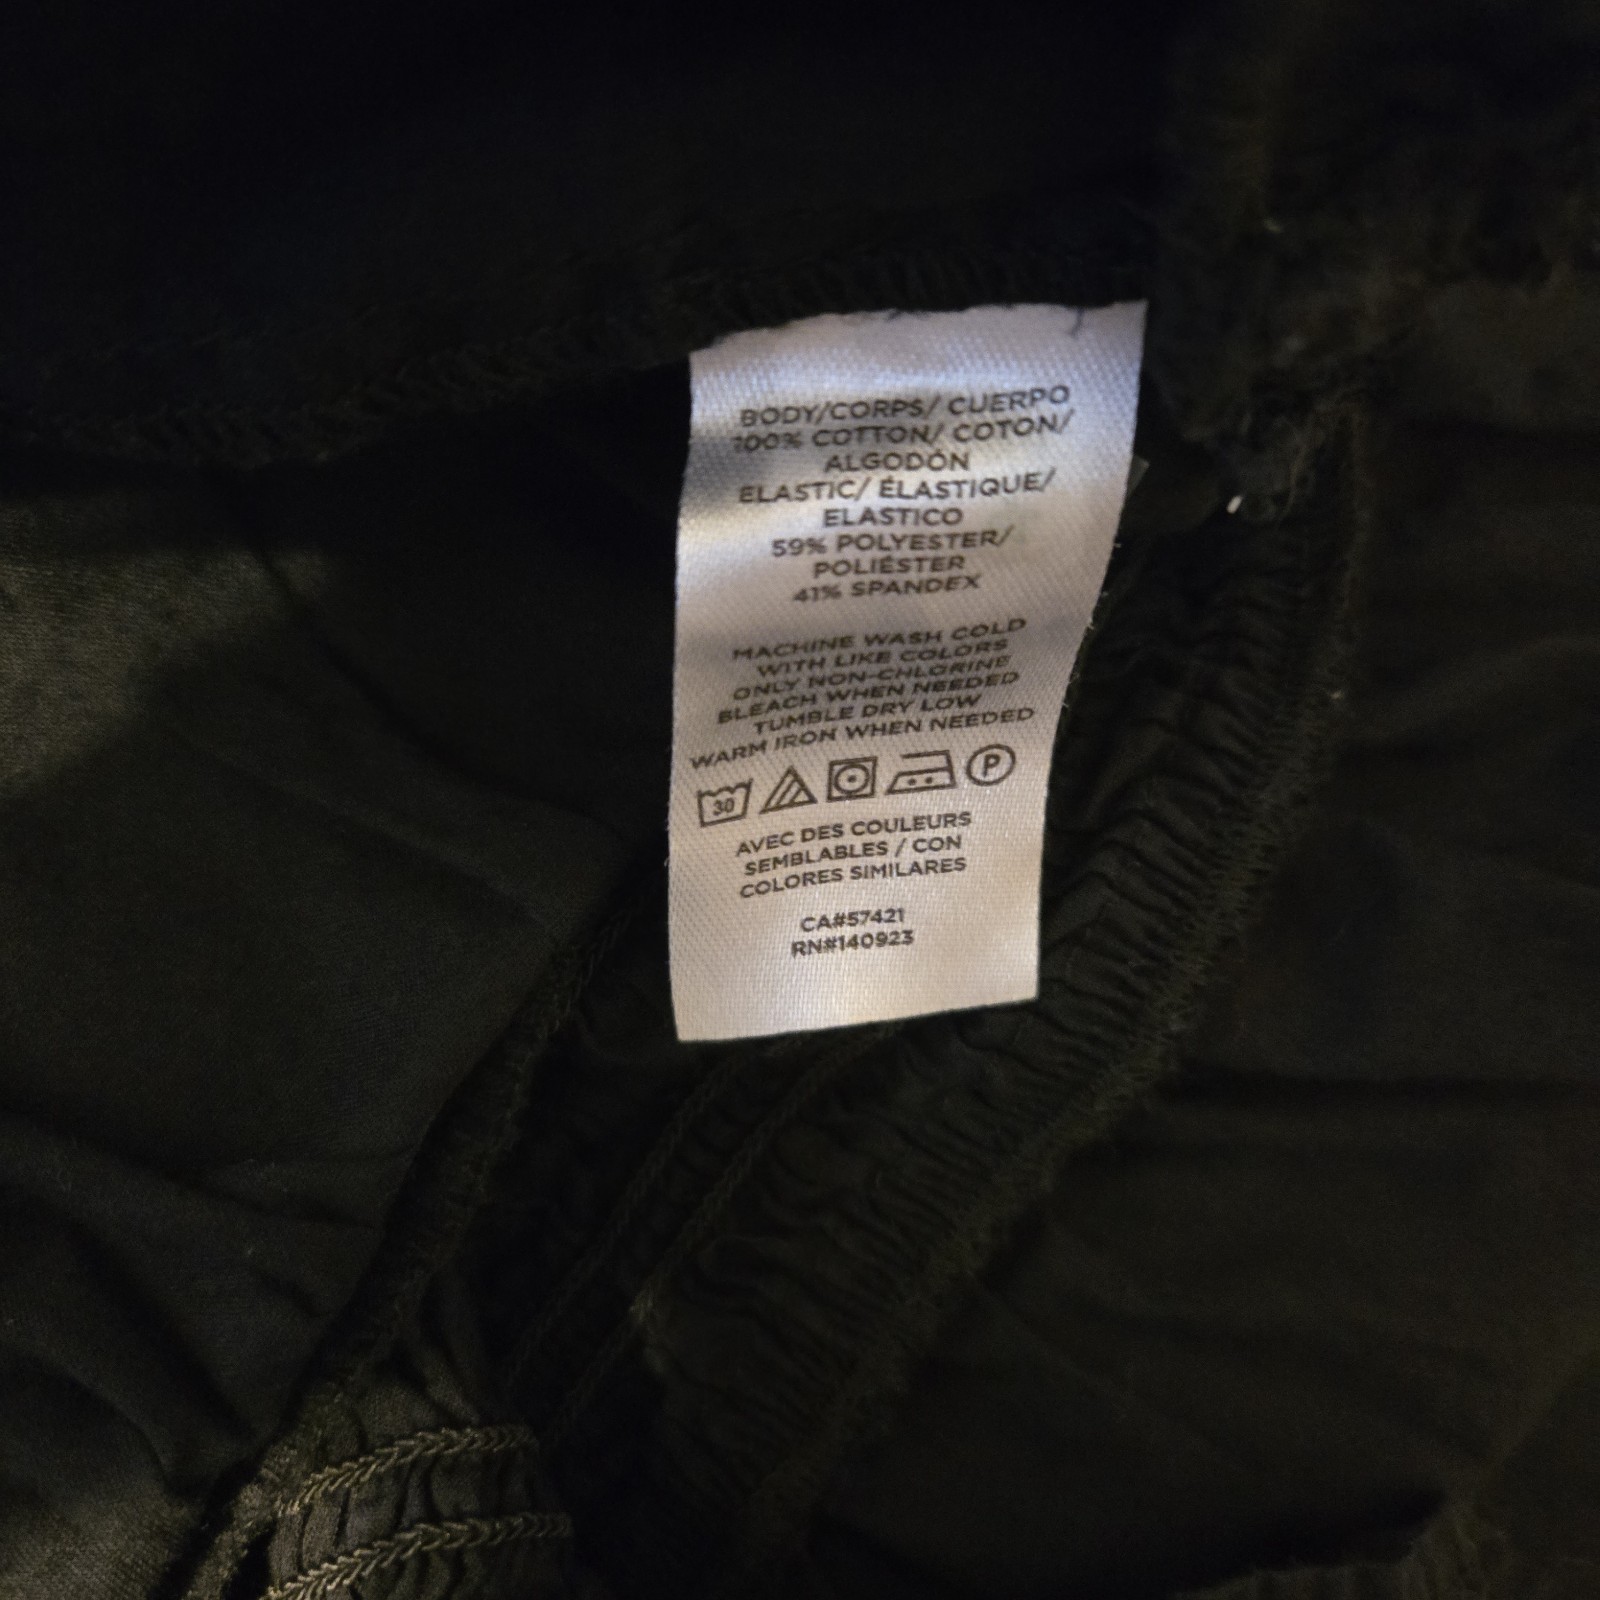 BODY/CORPS/ CUERPO
100% COTTON/ COTON/
ALGODÓN
ELASTIC/ ÉLASTIQUE/
ELASTICO
59% POLYESTER/
POLIÉSTER
41% SPANDEX
MACHINE WASH COLD
WITH LIKE COLORS
ONLY NON-CHLORINE
BLEACH WHEN NEEDED
TUMBLE DRY LOW
WARM IRON WHEN NEEDED
30 P
AVEC DES COULEURS
SEMBLABLES / CON
COLORES SIMILARES
CA#57421
RN#140923